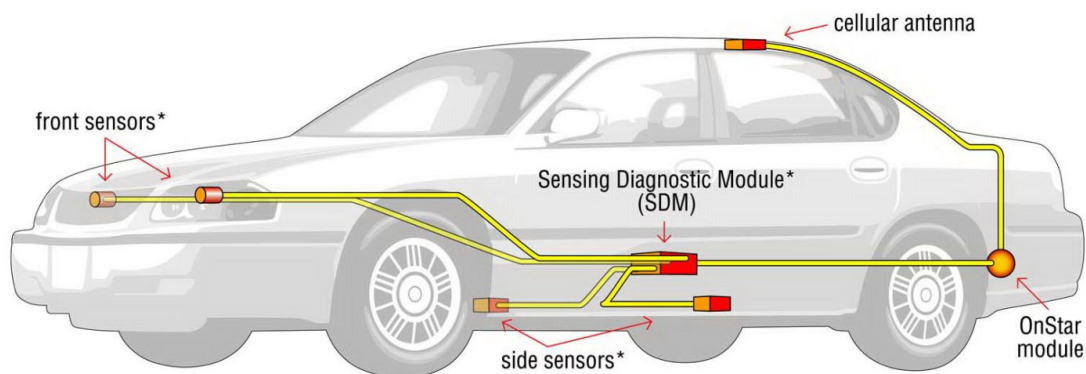 cellular antenna
front sensors*
Sensing Diagnostic Module*
(SDM)
OnStar
module
side sensors*